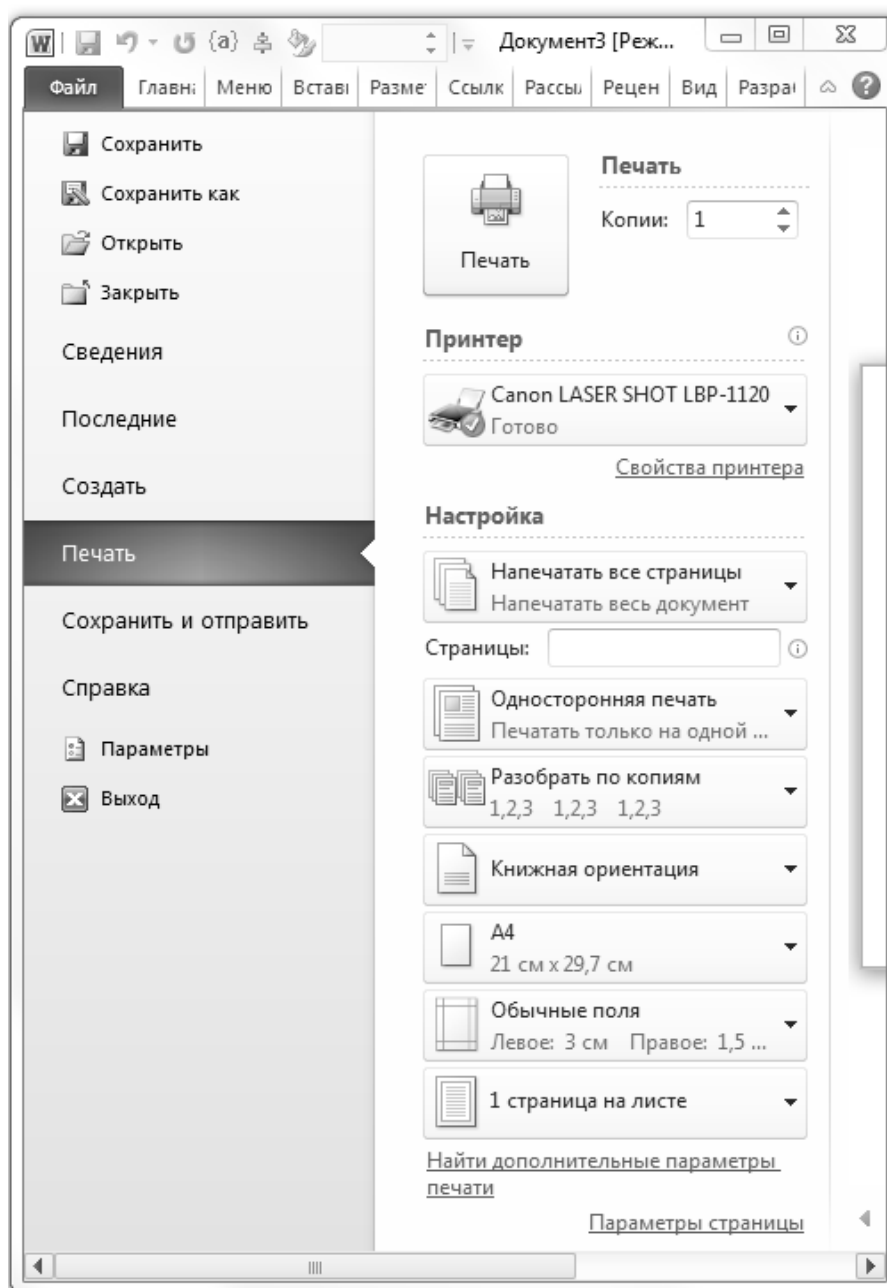 W {a} Документ3 [Реж...
Файл Главн Меню Встав Разме Ссылк Рассы Рецен Вид Разра ?
Сохранить
Сохранить как
Открыть
Закрыть
Сведения
Последние
Создать
Печать
Сохранить и отправить
Справка
Параметры
Выход
Печать
Печать
Копии: 1
Принтер
Canon LASER SHOT LBP-1120
Готово
Свойства принтера
Настройка
Напечатать все страницы
Напечатать весь документ
Страницы:
Односторонняя печать
Печатать только на одной ...
Разобрать по копиям
1,2,3 1,2,3 1,2,3
Книжная ориентация
A4
21 см x 29,7 см
Обычные поля
Левое: 3 см Правое: 1,5 ...
1 страница на листе
Найти дополнительные параметры
печати
Параметры страницы